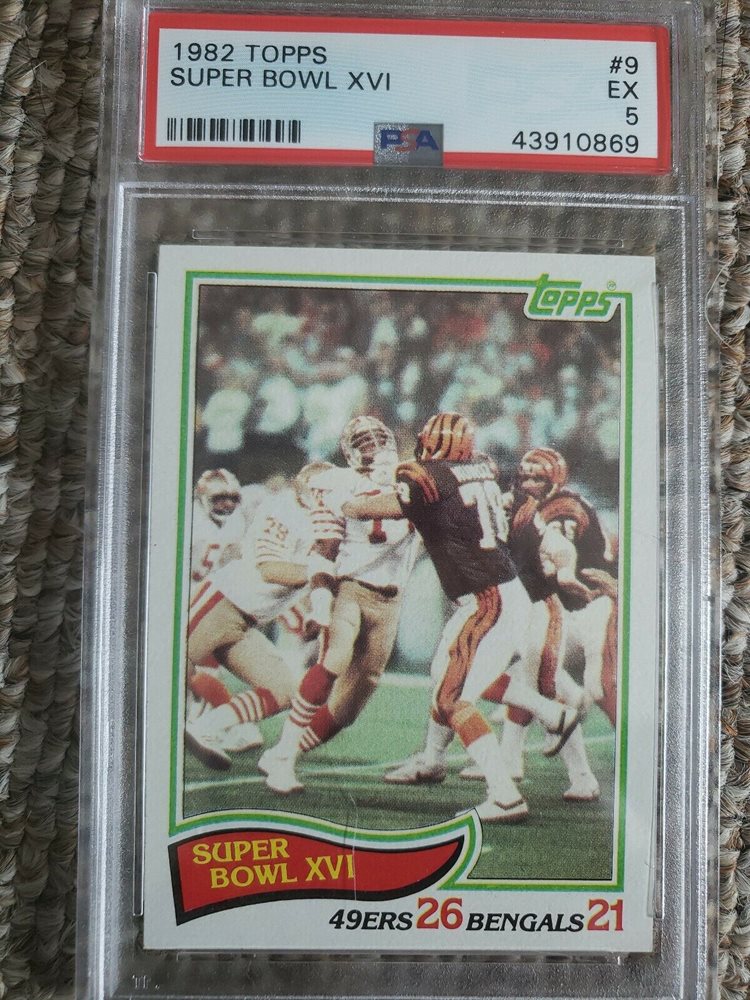 1982 TOPPS #9
SUPER BOWL XVI EX
5
PSA 43910869
topps®
SUPER
BOWL XVI
49ERS 26 BENGALS 21